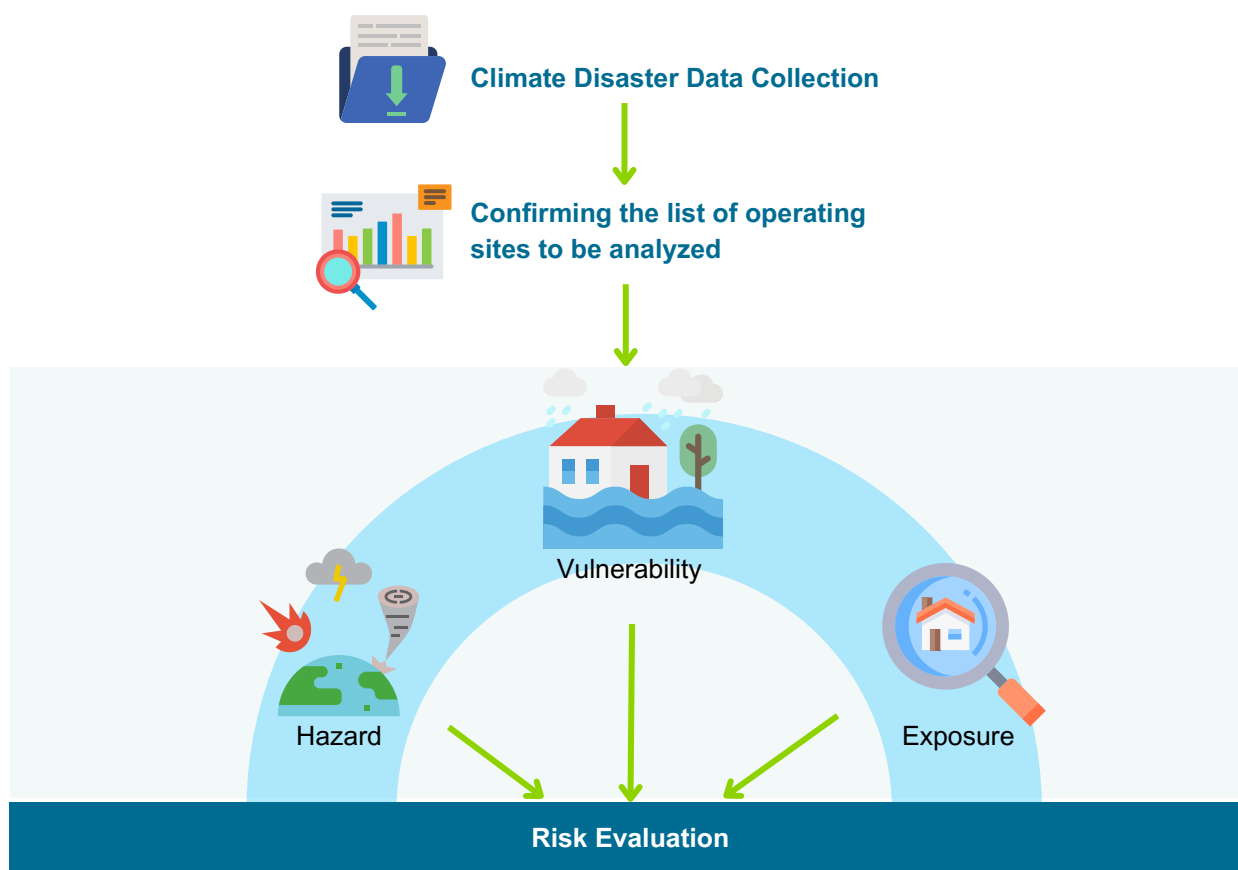 Climate Disaster Data Collection
Confirming the list of operating
sites to be analyzed
Vulnerability
Hazard
Exposure
Risk Evaluation